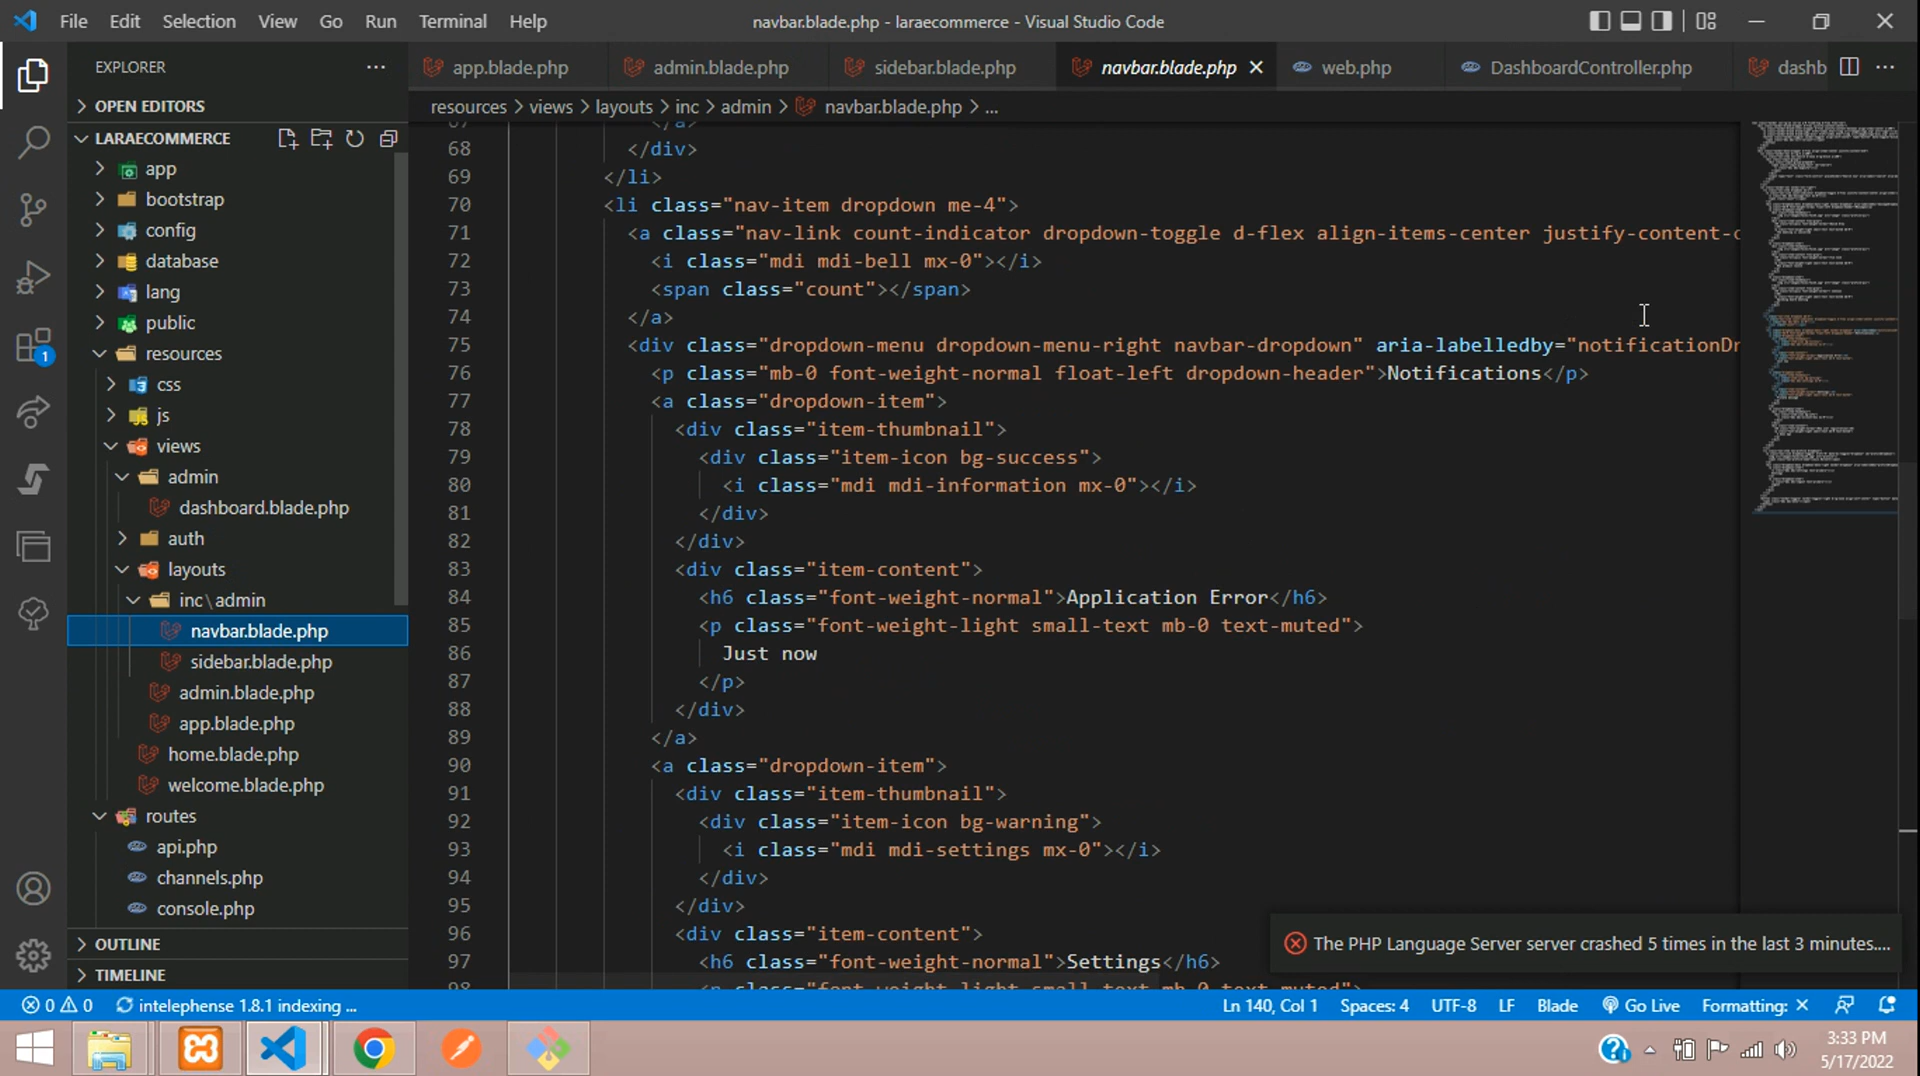 File Edit Selection View Go Run Terminal Help
navbar.blade.php - laraecommerce - Visual Studio Code
EXPLORER
OPEN EDITORS
LARAECOMMERCE
app
bootstrap
config
database
lang
public
resources
css
js
views
admin
dashboard.blade.php
auth
layouts
inc\admin
navbar.blade.php
sidebar.blade.php
admin.blade.php
app.blade.php
home.blade.php
welcome.blade.php
routes
api.php
channels.php
console.php
OUTLINE
TIMELINE
app.blade.php admin.blade.php sidebar.blade.php navbar.blade.php web.php DashboardController.php dashb
resources > views > layouts > inc > admin > navbar.blade.php > ...
67 </a>
68 </div>
69 </li>
70 <li class="nav-item dropdown me-4">
71 <a class="nav-link count-indicator dropdown-toggle d-flex align-items-center justify-content-c
72 <i class="mdi mdi-bell mx-0"></i>
73 <span class="count"></span>
74 </a>
75 <div class="dropdown-menu dropdown-menu-right navbar-dropdown" aria-labelledby="notificationDr
76 <p class="mb-0 font-weight-normal float-left dropdown-header">Notifications</p>
77 <a class="dropdown-item">
78 <div class="item-thumbnail">
79 <div class="item-icon bg-success">
80 <i class="mdi mdi-information mx-0"></i>
81 </div>
82 </div>
83 <div class="item-content">
84 <h6 class="font-weight-normal">Application Error</h6>
85 <p class="font-weight-light small-text mb-0 text-muted">
86 Just now
87 </p>
88 </div>
89 </a>
90 <a class="dropdown-item">
91 <div class="item-thumbnail">
92 <div class="item-icon bg-warning">
93 <i class="mdi mdi-settings mx-0"></i>
94 </div>
95 </div>
96 <div class="item-content">
97 <h6 class="font-weight-normal">Settings</h6>
98 <p class="font-weight-light small-text mb-0 text-muted">
The PHP Language Server server crashed 5 times in the last 3 minutes....
1
0 0 intelephense 1.8.1 indexing ...
Ln 140, Col 1 Spaces: 4 UTF-8 LF Blade Go Live Formatting: ×
3:33 PM
5/17/2022